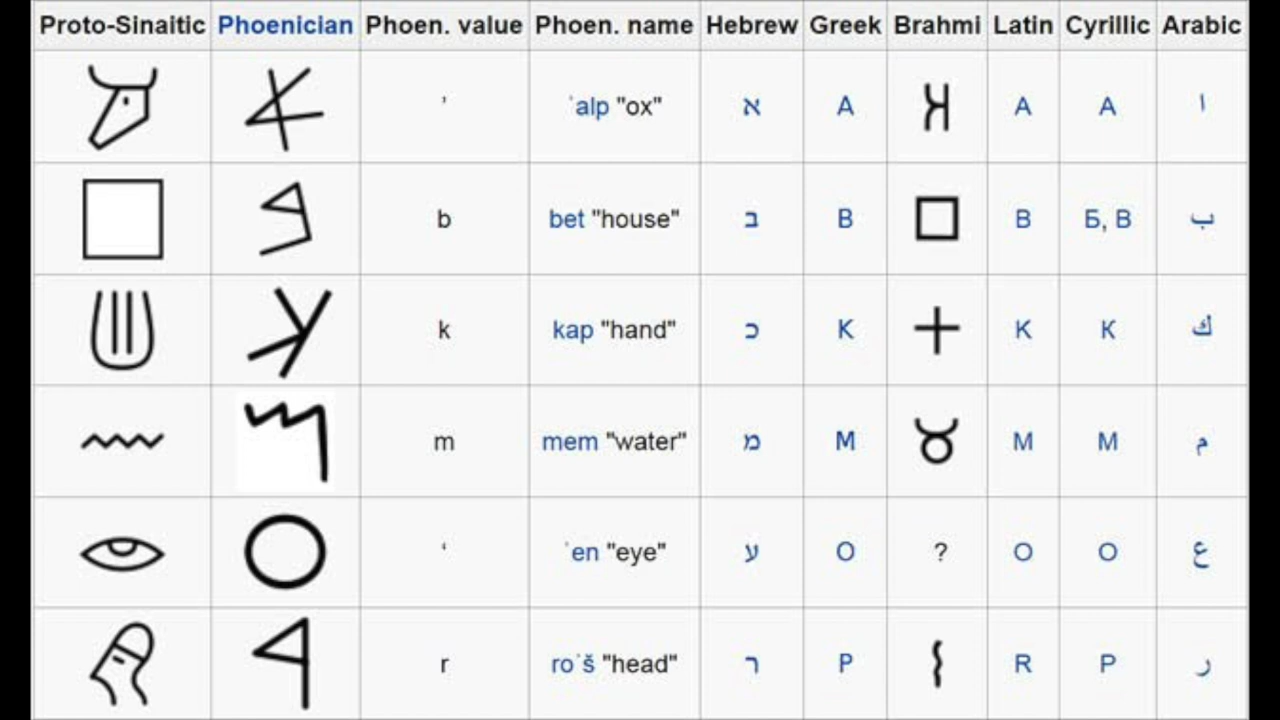 Proto-Sinaitic Phoenician Phoen. value Phoen. name Hebrew Greek Brahmi Latin Cyrillic Arabic
𐤀 ’ ʾalp "ox" א Α 𑀅 A А ا
𐤁 b bet "house" ב Β 𑀩 B Б, В ب
𐤊 k kap "hand" כ Κ 𑀓 K К ك
𐤌 m mem "water" מ Μ 𑀫 M М م
𐤏 ‘ ʿen "eye" ע Ο ? O О ع
𐤓 r roʾš "head" ר Ρ 𑀭 R Р ر